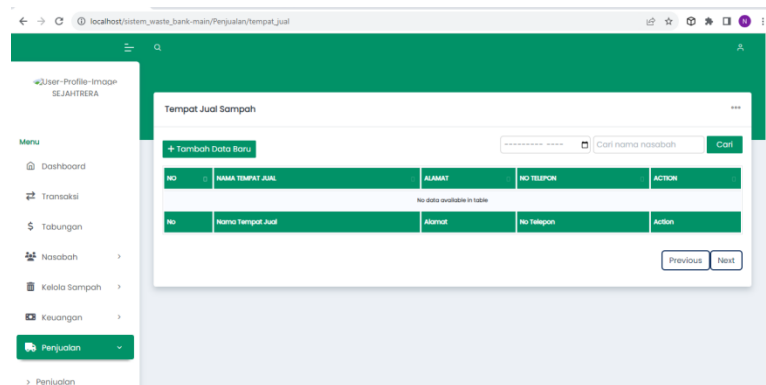 localhost/sistem_waste_bank-main/Penjualan/tempat_jual
N
User-Profile-Image
SEJAHTRERA
Menu
Dashboard
Transaksi
Tabungan
Nasabah
Kelola Sampah
Keuangan
Penjualan
> Penjualan
Tempat Jual Sampah
+ Tambah Data Baru
--------- ----
Cari nama nasabah
Cari
NO NAMA TEMPAT JUAL ALAMAT NO TELEPON ACTION
No data available in table
No Nama Tempat Jual Alamat No Telepon Action
Previous Next